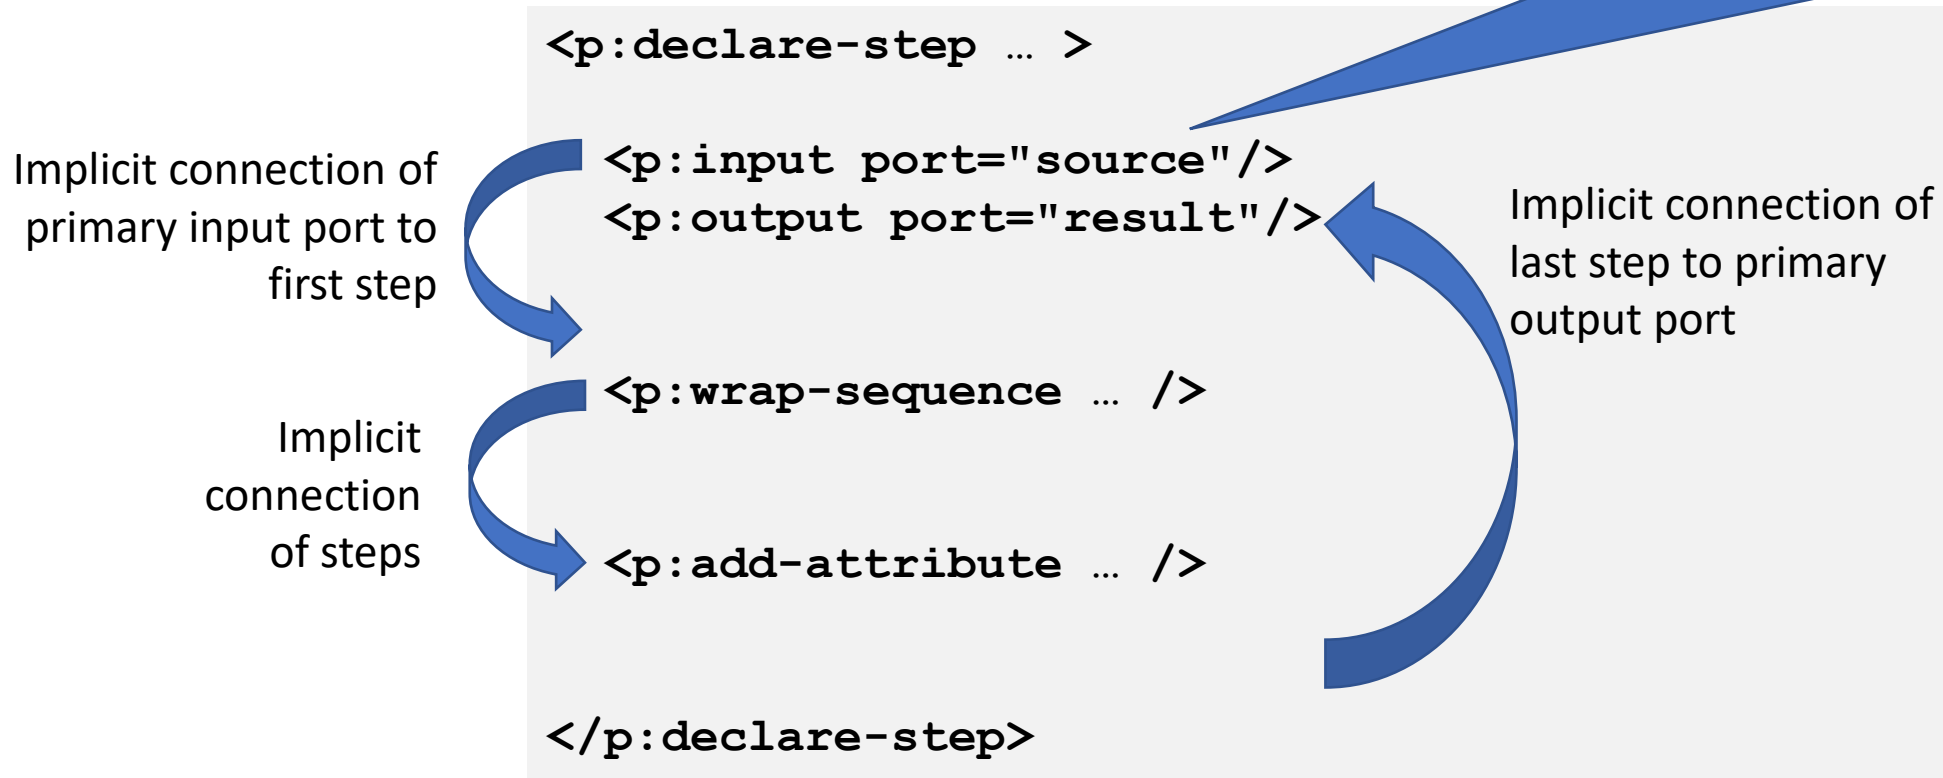 <p:declare-step … >
Implicit connection of
primary input port to
first step
<p:input port="source"/>
<p:output port="result"/>
Implicit connection of
last step to primary
output port
<p:wrap-sequence … />
Implicit
connection
of steps
<p:add-attribute … />
</p:declare-step>